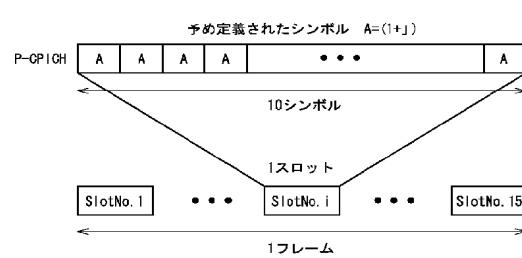 予め定義されたシンボル A=(1+j)
P-CPICH A A A A ••• A
10シンボル
1スロット
SlotNo.1 ••• SlotNo.i ••• SlotNo.15
1フレーム